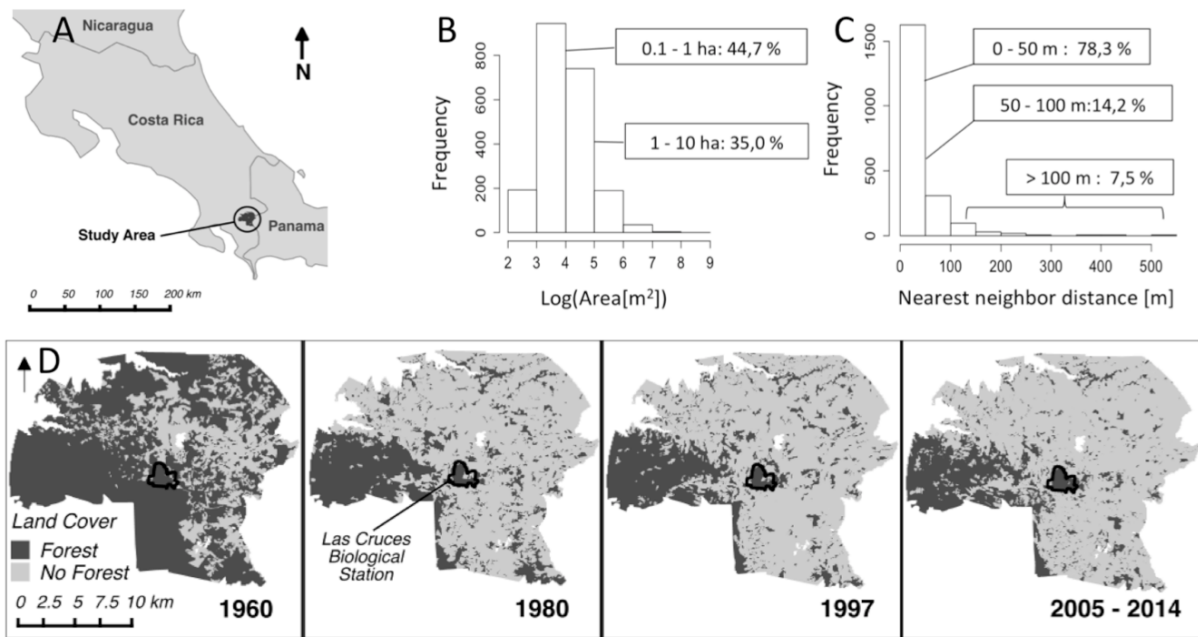 A
Nicaragua
N
Costa Rica
Study Area
Panama
0 50 100 150 200 km
B
Frequency
800
600
400
200
0
0.1 - 1 ha: 44,7 %
1 - 10 ha: 35,0 %
2 3 4 5 6 7 8 9
Log(Area[m²])
C
Frequency
1500
1000
500
0
0 - 50 m : 78,3 %
50 - 100 m:14,2 %
> 100 m : 7,5 %
0 100 200 300 400 500
Nearest neighbor distance [m]
D
Land Cover
Forest
No Forest
0 2.5 5 7.5 10 km
1960
Las Cruces
Biological
Station
1980
1997
2005 - 2014